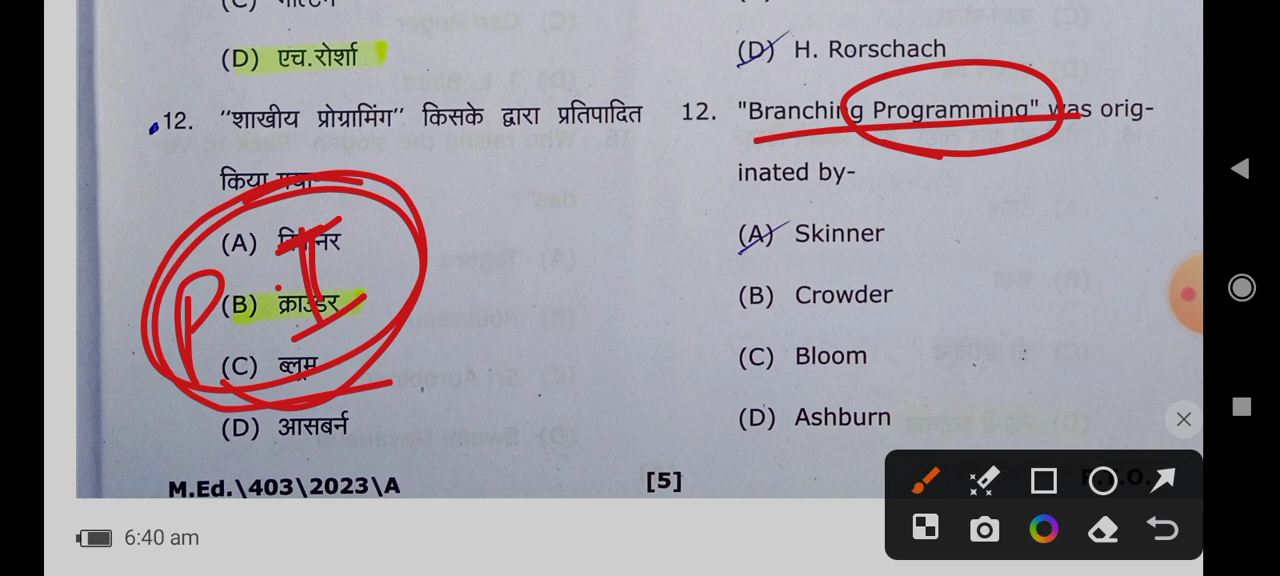 (C)
(D) एच.रोर्शा
12. "शाखीय प्रोग्रामिंग" किसके द्वारा प्रतिपादित
किया गया-
(A) स्किनर
(B) क्राउडर
(C) ब्लूम
(D) आसबर्न
M.Ed.\403\2023\A
P.I
(D) H. Rorschach
12. "Branching Programming" was orig-
inated by-
(A) Skinner
(B) Crowder
(C) Bloom
(D) Ashburn
[5]
6:40 am